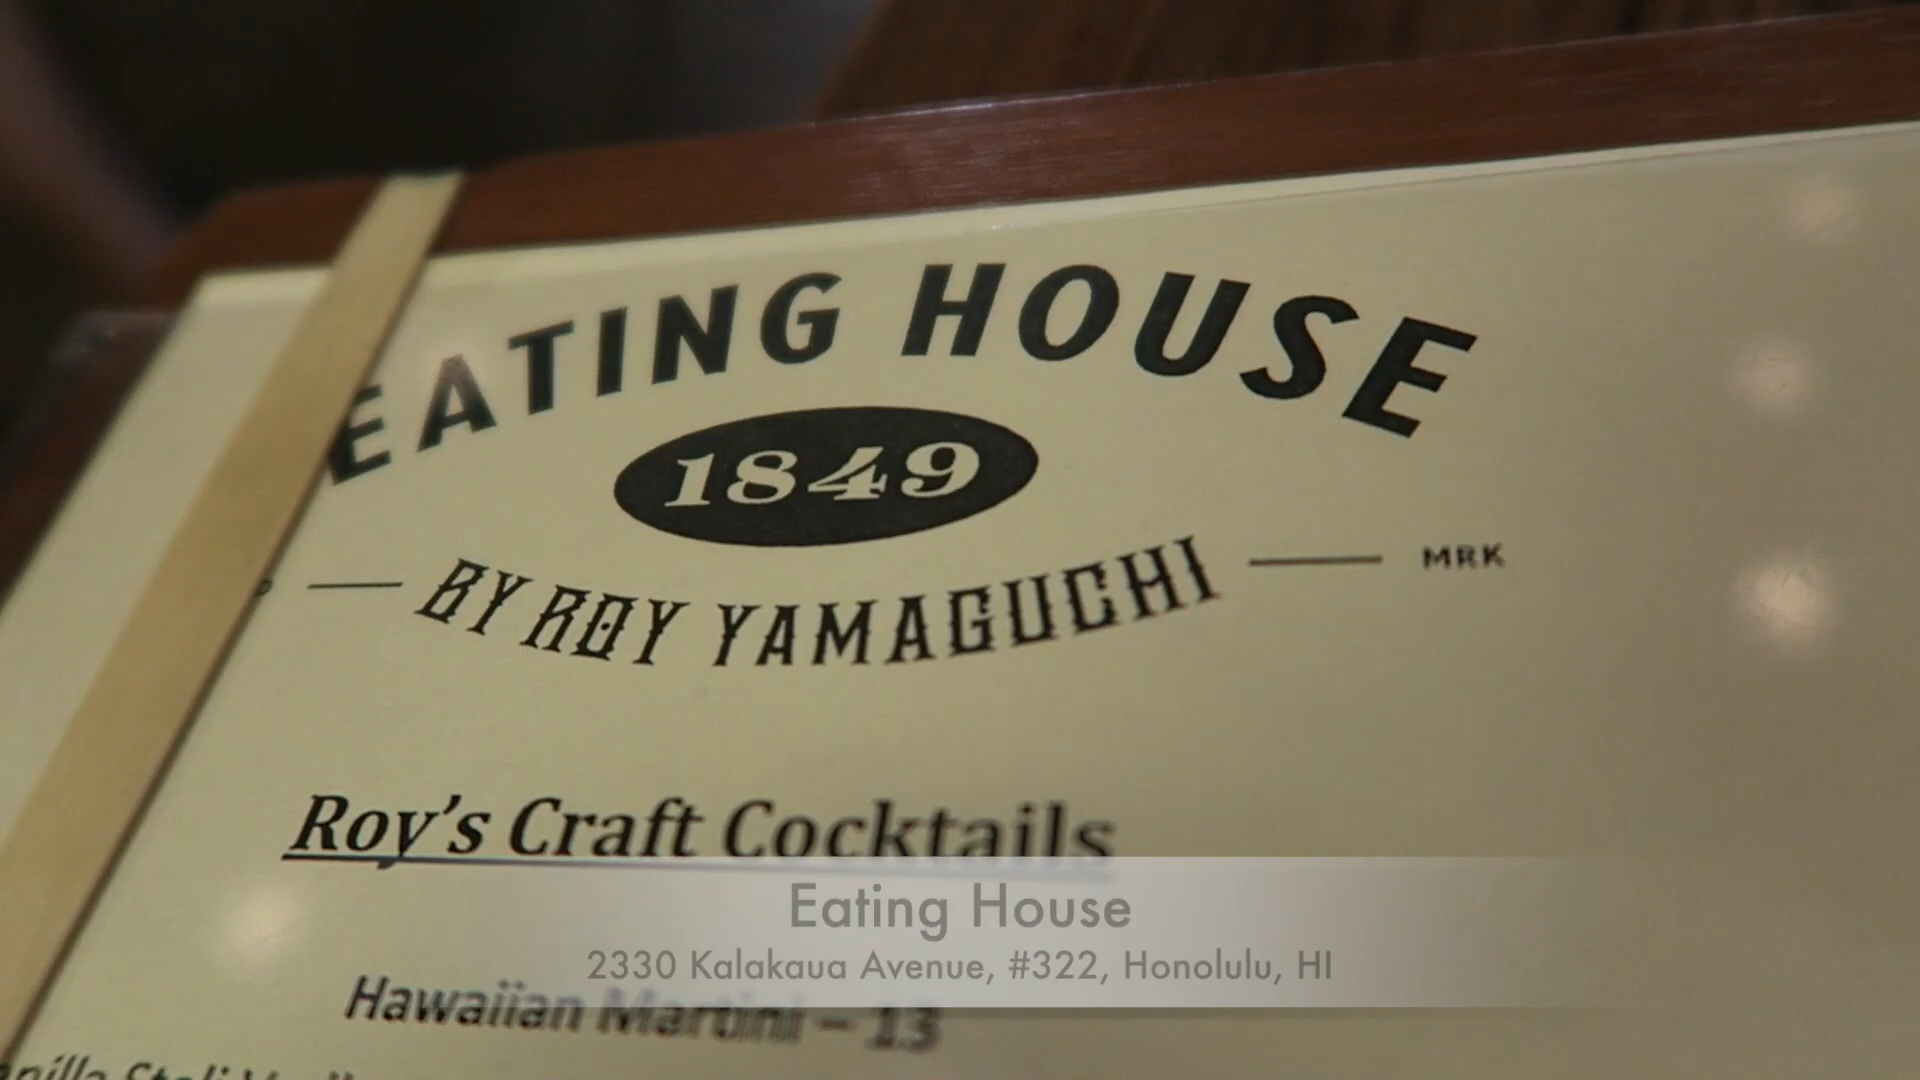 EATING HOUSE
1849
BY ROY YAMAGUCHI
MRK
Roy's Craft Cocktails
Eating House
2330 Kalakaua Avenue, #322, Honolulu, HI
Hawaiian Martini – 13
Stoli